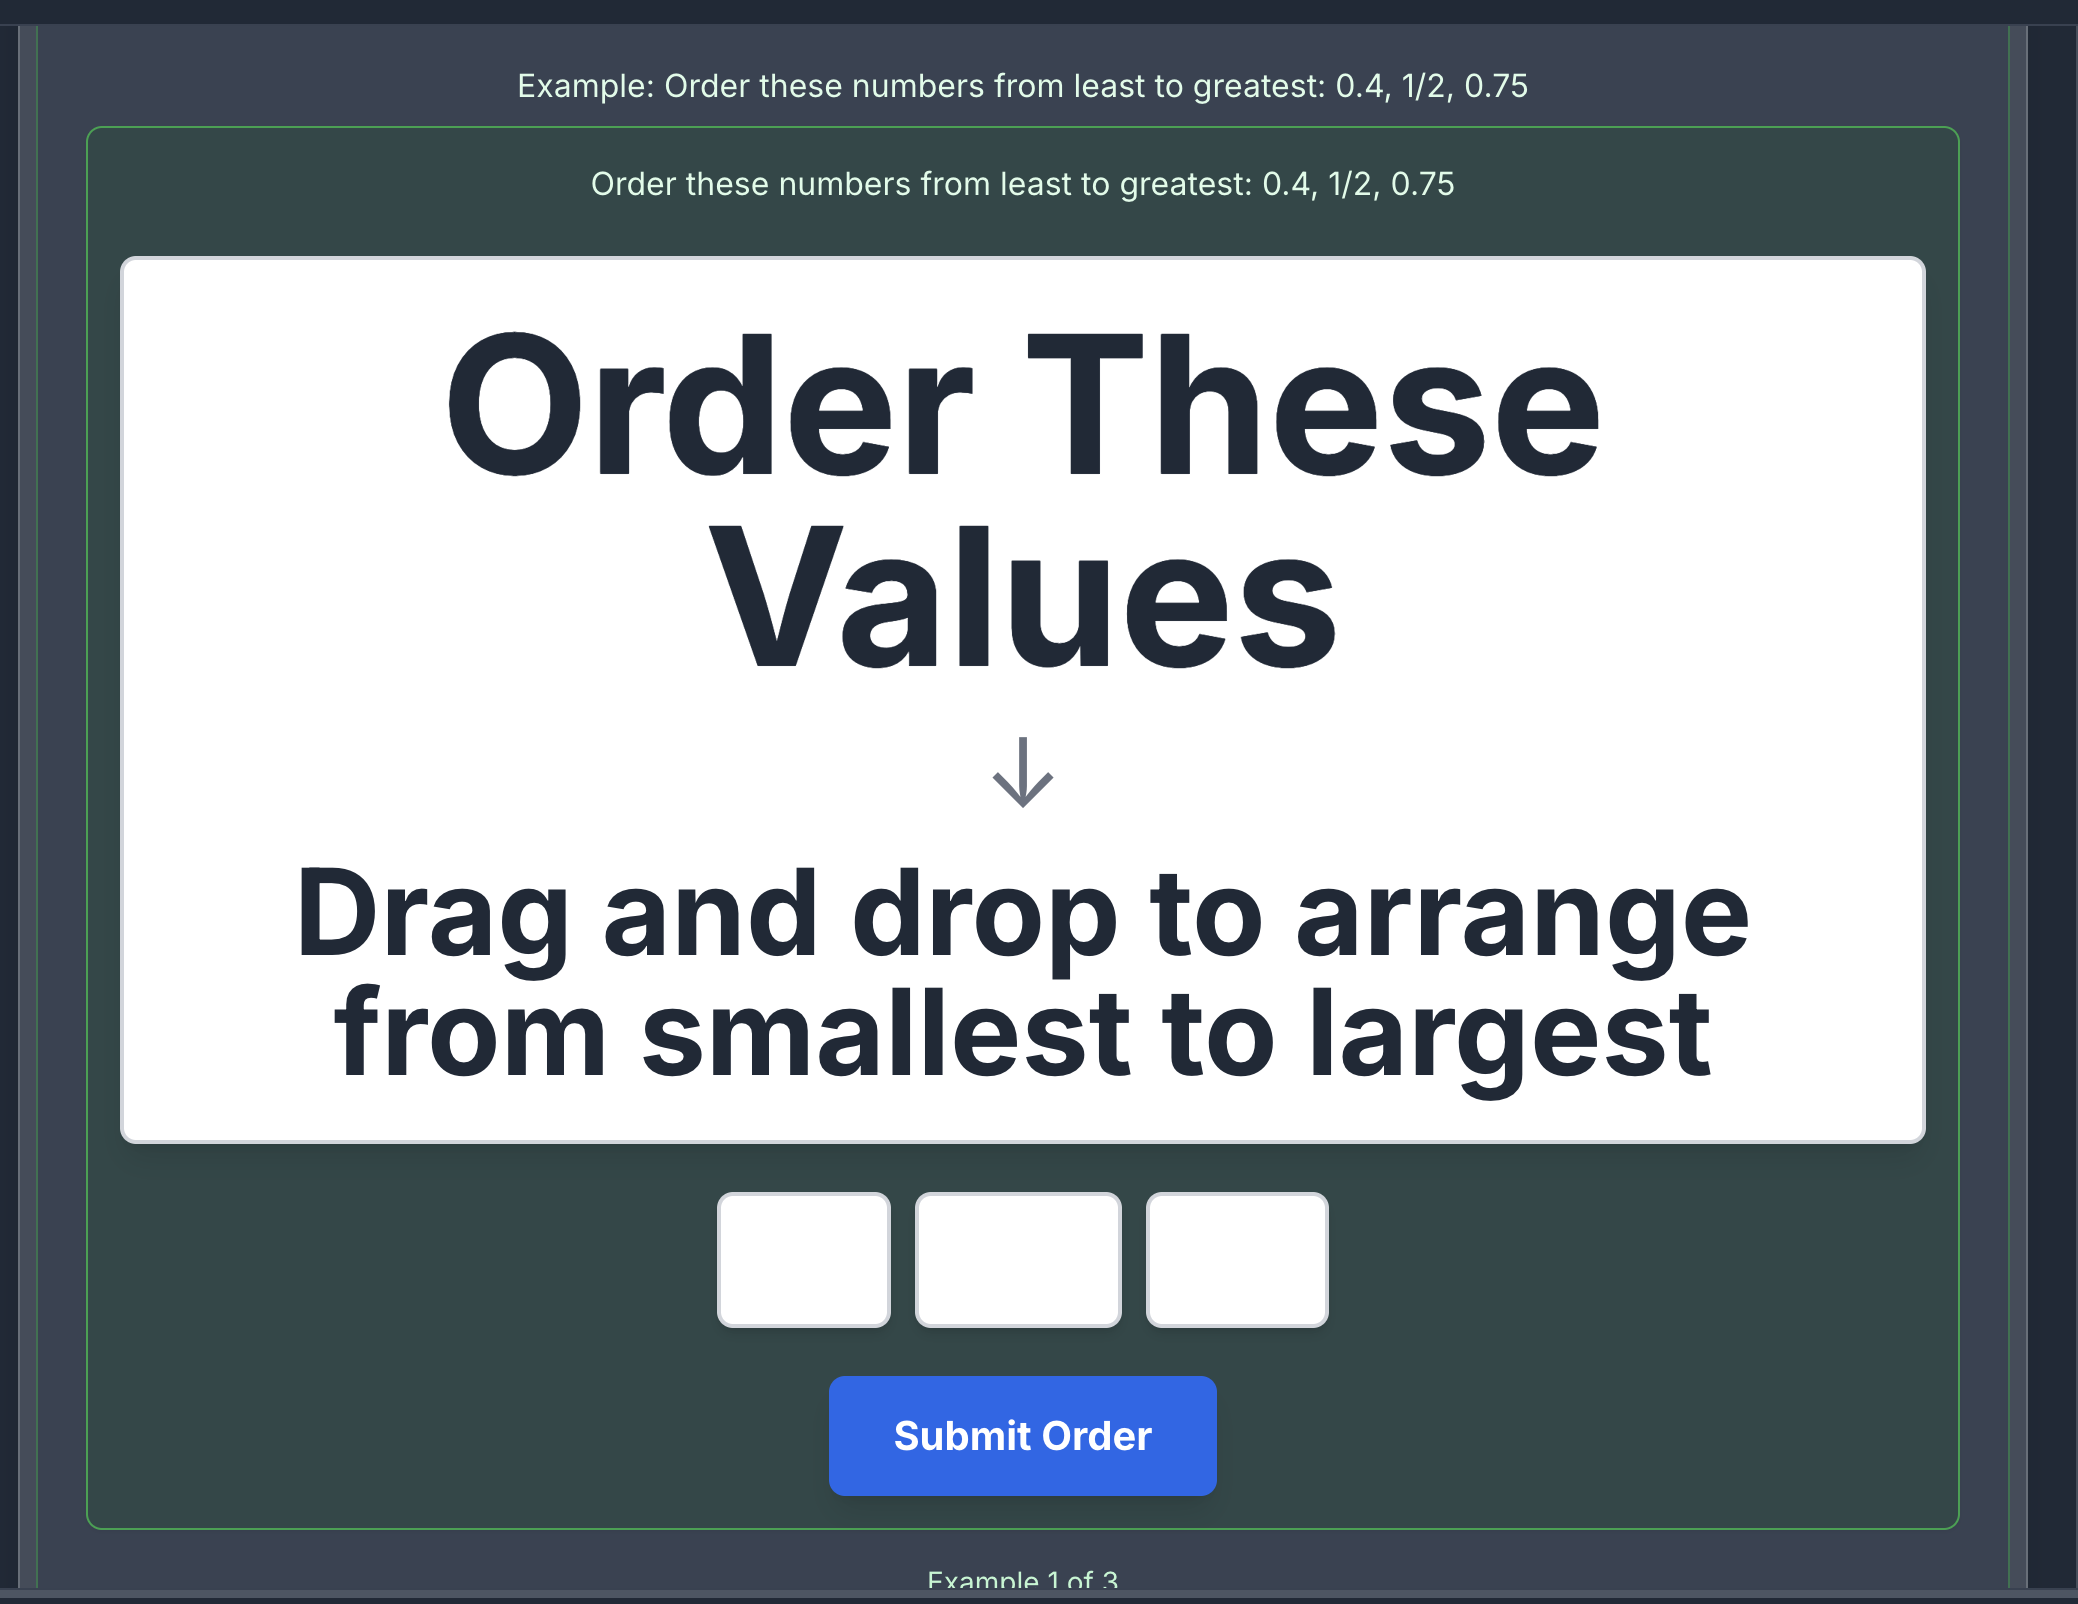 Example: Order these numbers from least to greatest: 0.4, 1/2, 0.75
Order these numbers from least to greatest: 0.4, 1/2, 0.75
Order These
Values
↓
Drag and drop to arrange
from smallest to largest
Submit Order
Example 1 of 3